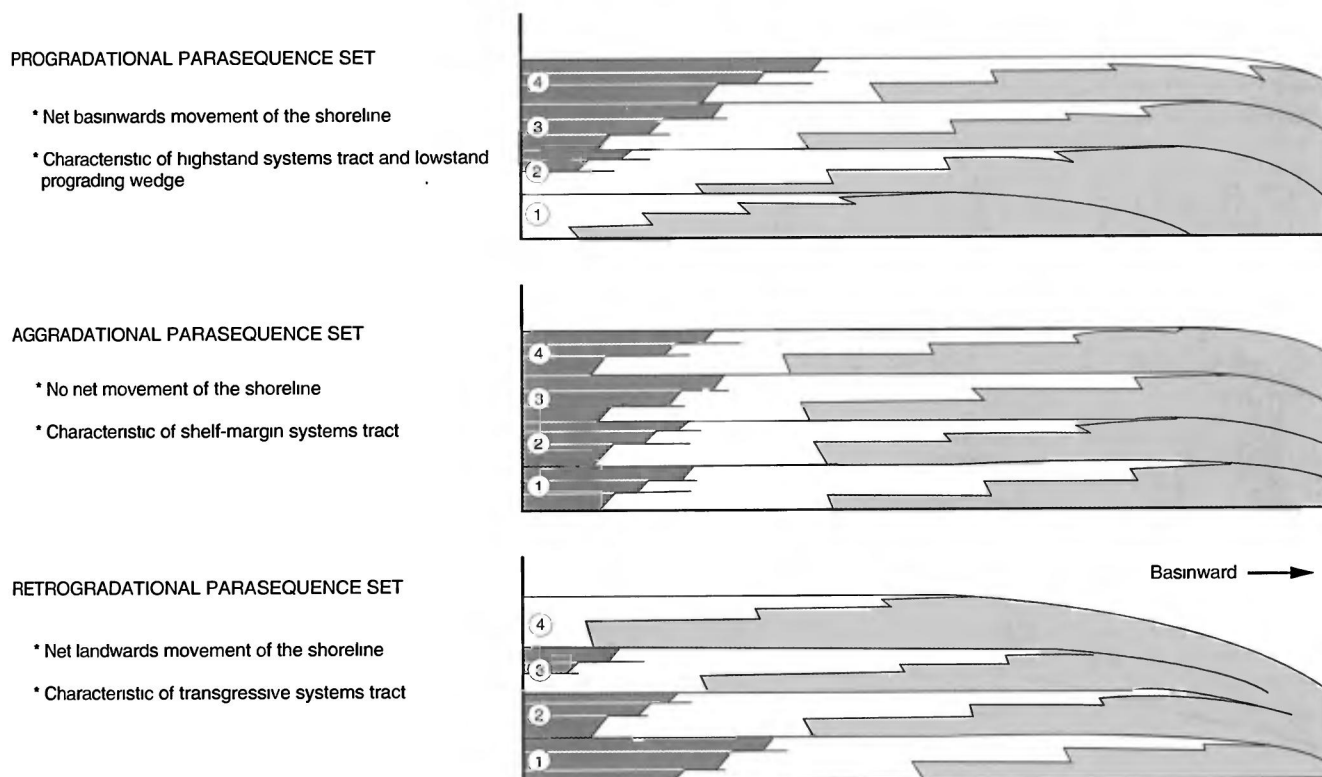 PROGRADATIONAL PARASEQUENCE SET
* Net basinwards movement of the shoreline
* Characteristic of highstand systems tract and lowstand
prograding wedge
4
3
2
1
AGGRADATIONAL PARASEQUENCE SET
* No net movement of the shoreline
* Characteristic of shelf-margin systems tract
4
3
2
1
RETROGRADATIONAL PARASEQUENCE SET
* Net landwards movement of the shoreline
* Characteristic of transgressive systems tract
Basinward
4
3
2
1